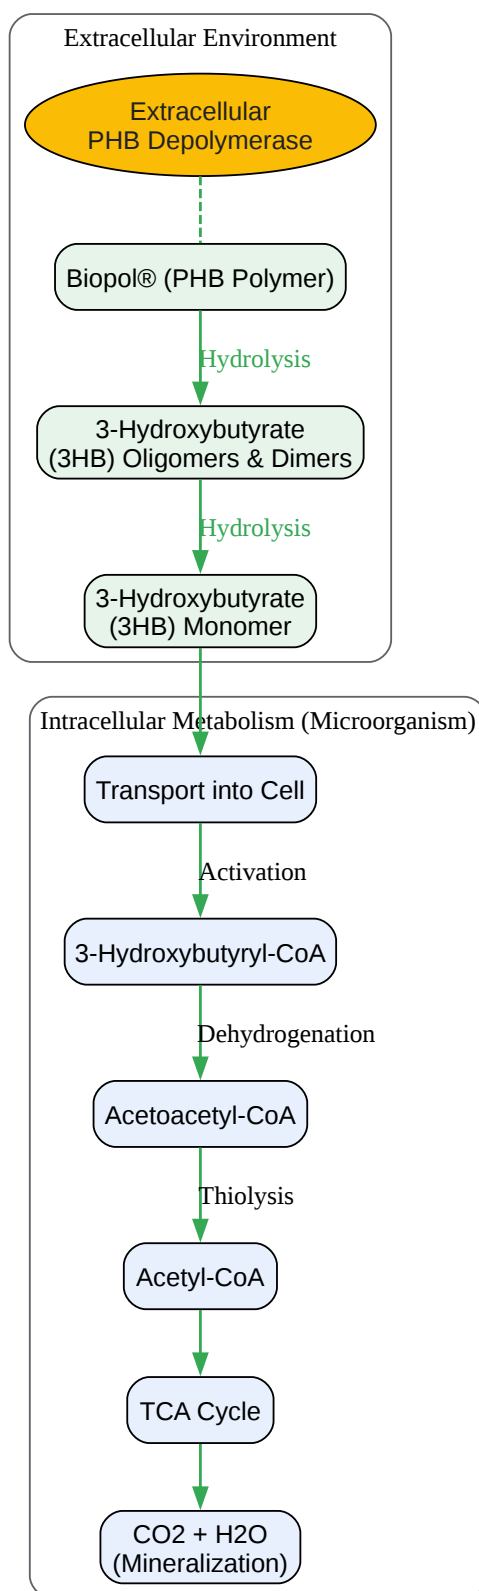 Extracellular Environment
Extracellular
PHB Depolymerase
Biopol® (PHB Polymer)
Hydrolysis
3-Hydroxybutyrate
(3HB) Oligomers & Dimers
Hydrolysis
3-Hydroxybutyrate
(3HB) Monomer
Intracellular Metabolism (Microorganism)
Transport into Cell
Activation
3-Hydroxybutyryl-CoA
Dehydrogenation
Acetoacetyl-CoA
Thiolysis
Acetyl-CoA
TCA Cycle
CO2 + H2O
(Mineralization)